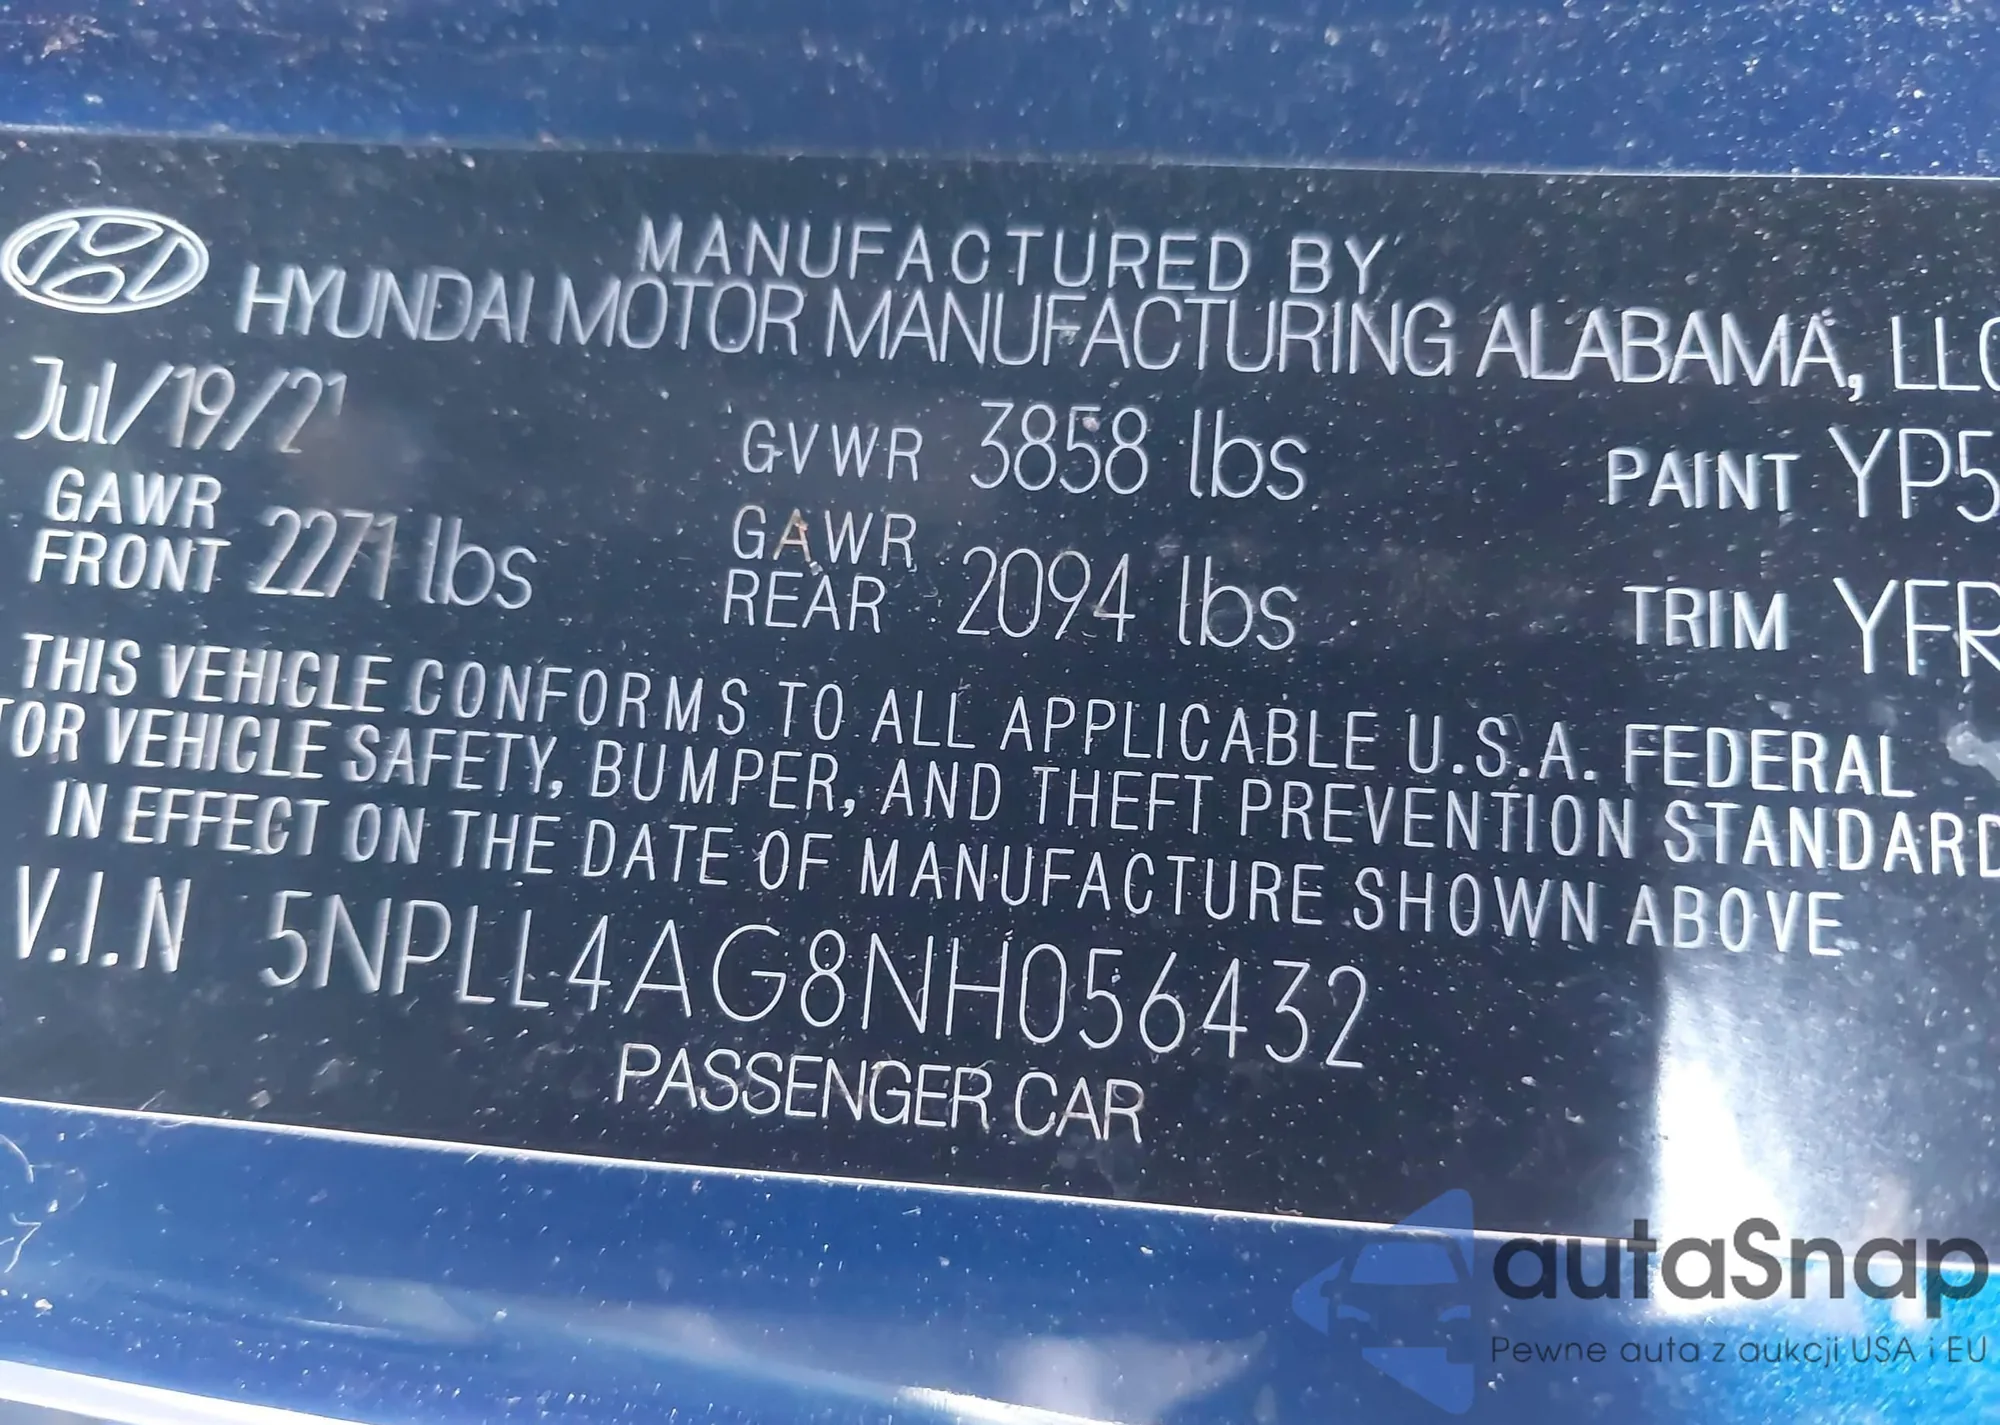 MANUFACTURED BY
HYUNDAI MOTOR MANUFACTURING ALABAMA, LLC
Jul/19/21 GVWR 3858 lbs PAINT YP5
GAWR FRONT 2271 lbs GAWR REAR 2094 lbs TRIM YFR
THIS VEHICLE CONFORMS TO ALL APPLICABLE U.S.A. FEDERAL
TOR VEHICLE SAFETY, BUMPER, AND THEFT PREVENTION STANDARD
IN EFFECT ON THE DATE OF MANUFACTURE SHOWN ABOVE
V.I.N 5NPLL4AG8NH056432
PASSENGER CAR
autaSnap
Pewne auta z aukcji USA i EU